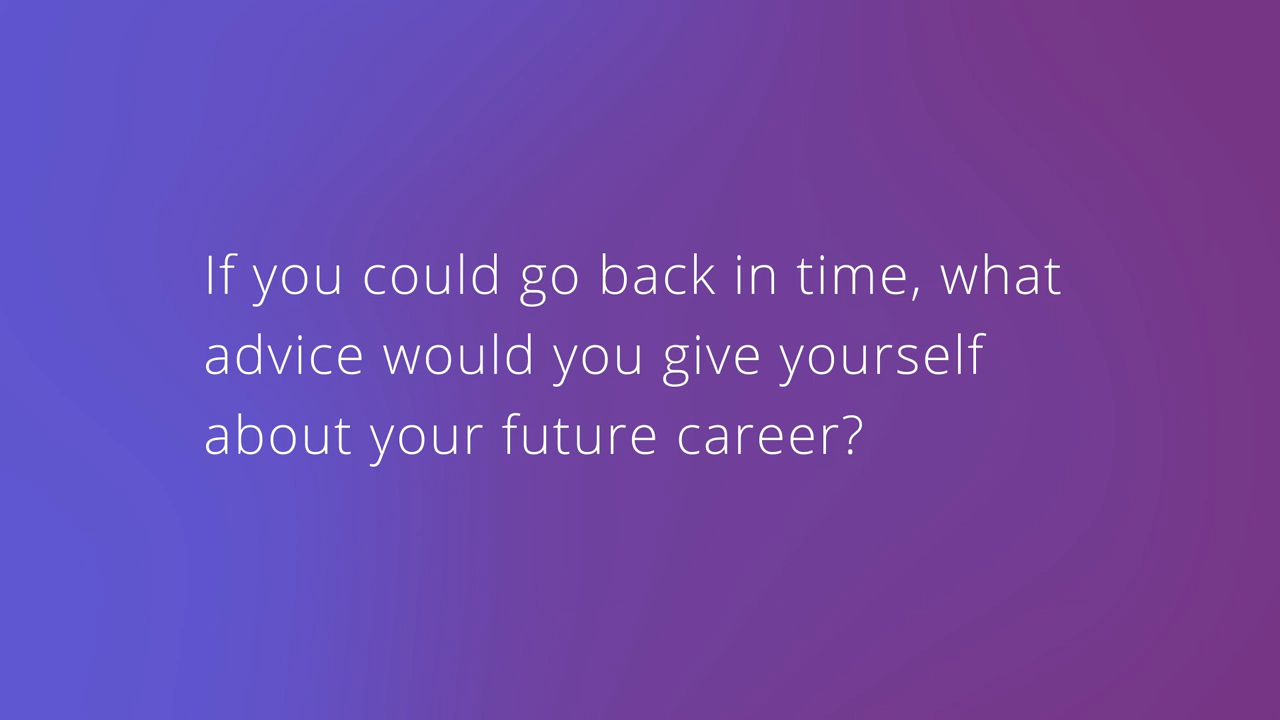 If you could go back in time, what
advice would you give yourself
about your future career?